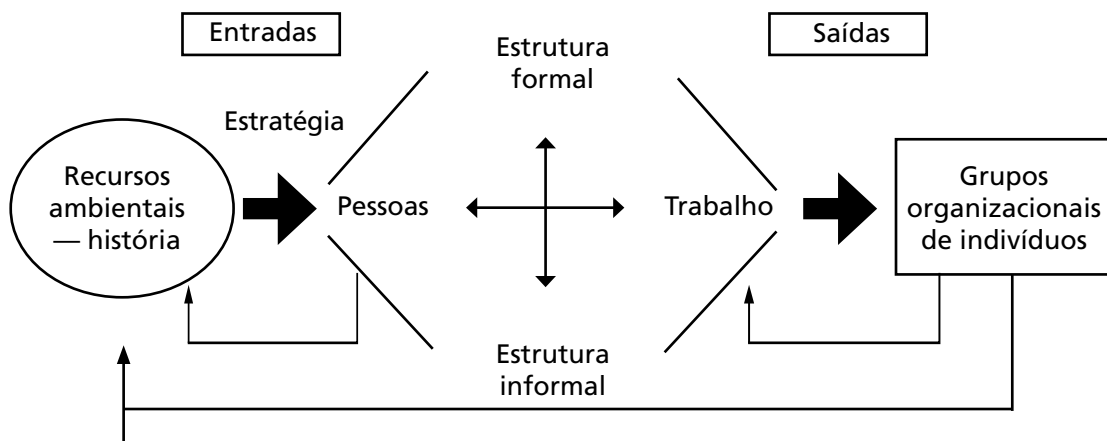 Entradas
Estrutura
formal
Saídas
Estratégia
Recursos
ambientais
— história
Pessoas
Trabalho
Grupos
organizacionais
de indivíduos
Estrutura
informal